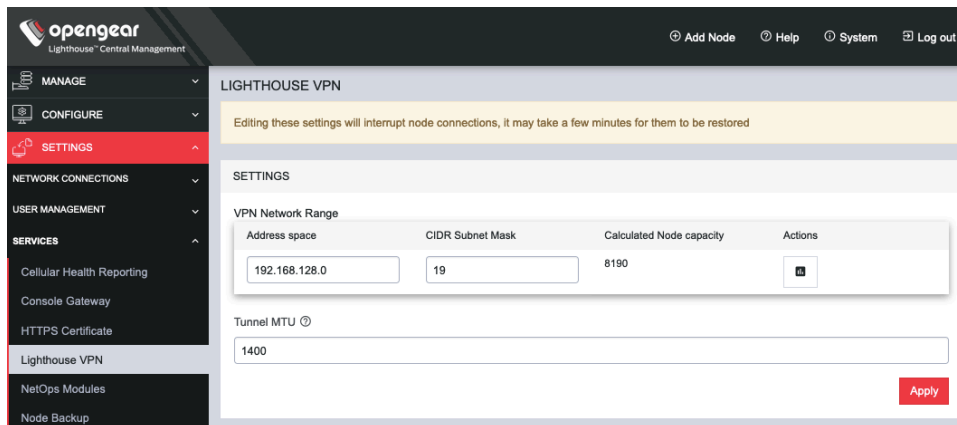 opengear
Lighthouse™ Central Management
Add Node Help System Log out
MANAGE
CONFIGURE
SETTINGS
NETWORK CONNECTIONS
USER MANAGEMENT
SERVICES
Cellular Health Reporting
Console Gateway
HTTPS Certificate
Lighthouse VPN
NetOps Modules
Node Backup
LIGHTHOUSE VPN
Editing these settings will interrupt node connections, it may take a few minutes for them to be restored
SETTINGS
VPN Network Range
Address space CIDR Subnet Mask Calculated Node capacity Actions
192.168.128.0 19 8190
Tunnel MTU
1400
Apply